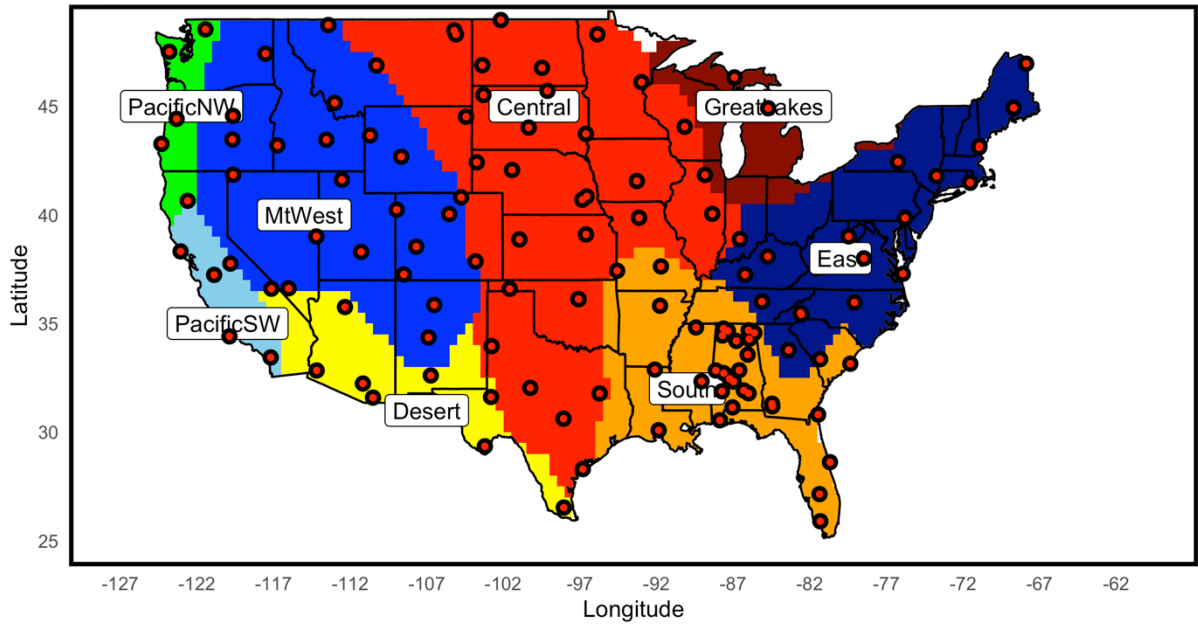 45
PacificNW
Central
GreatLakes
40
MtWest
East
35
PacificSW
South
Desert
30
25
-127 -122 -117 -112 -107 -102 -97 -92 -87 -82 -77 -72 -67 -62
Longitude
Latitude